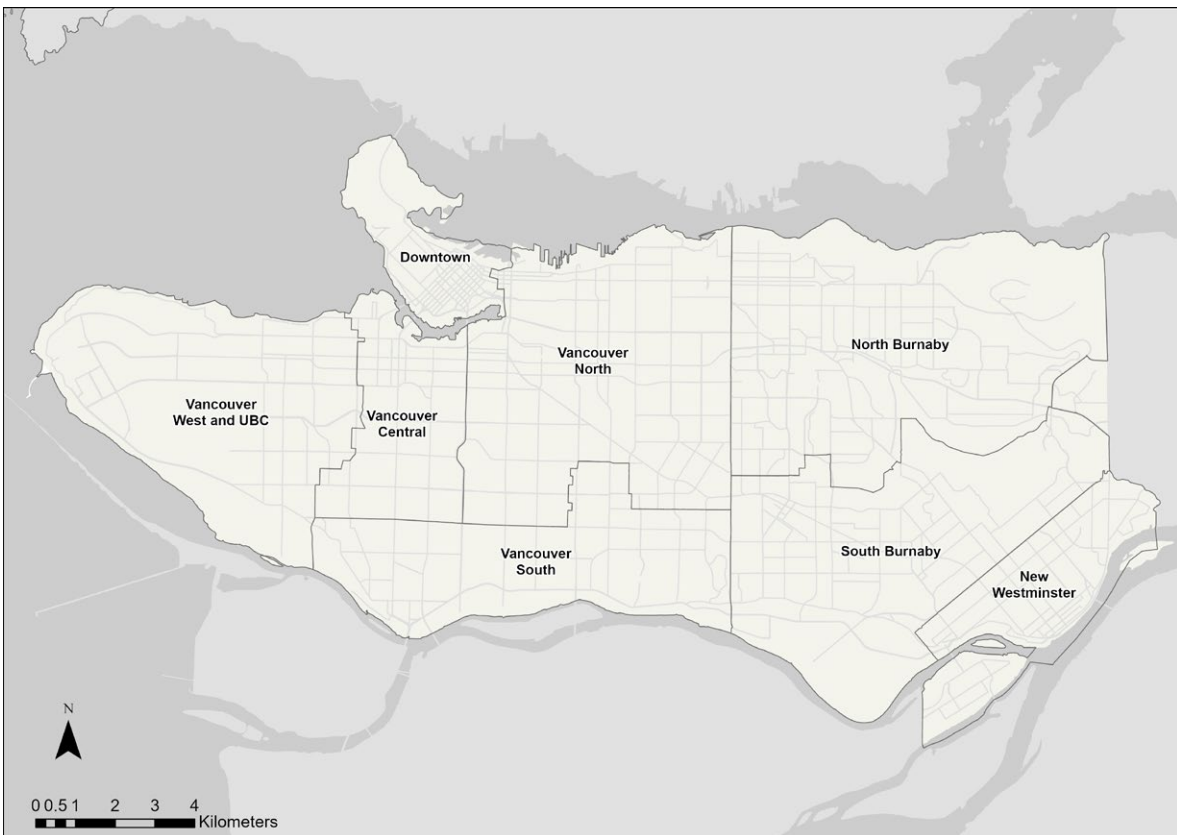 Downtown
North Burnaby
Vancouver
North
Vancouver
West and UBC
Vancouver
Central
South Burnaby
Vancouver
South
New
Westminster
N
0 0.5 1 2 3 4
Kilometers